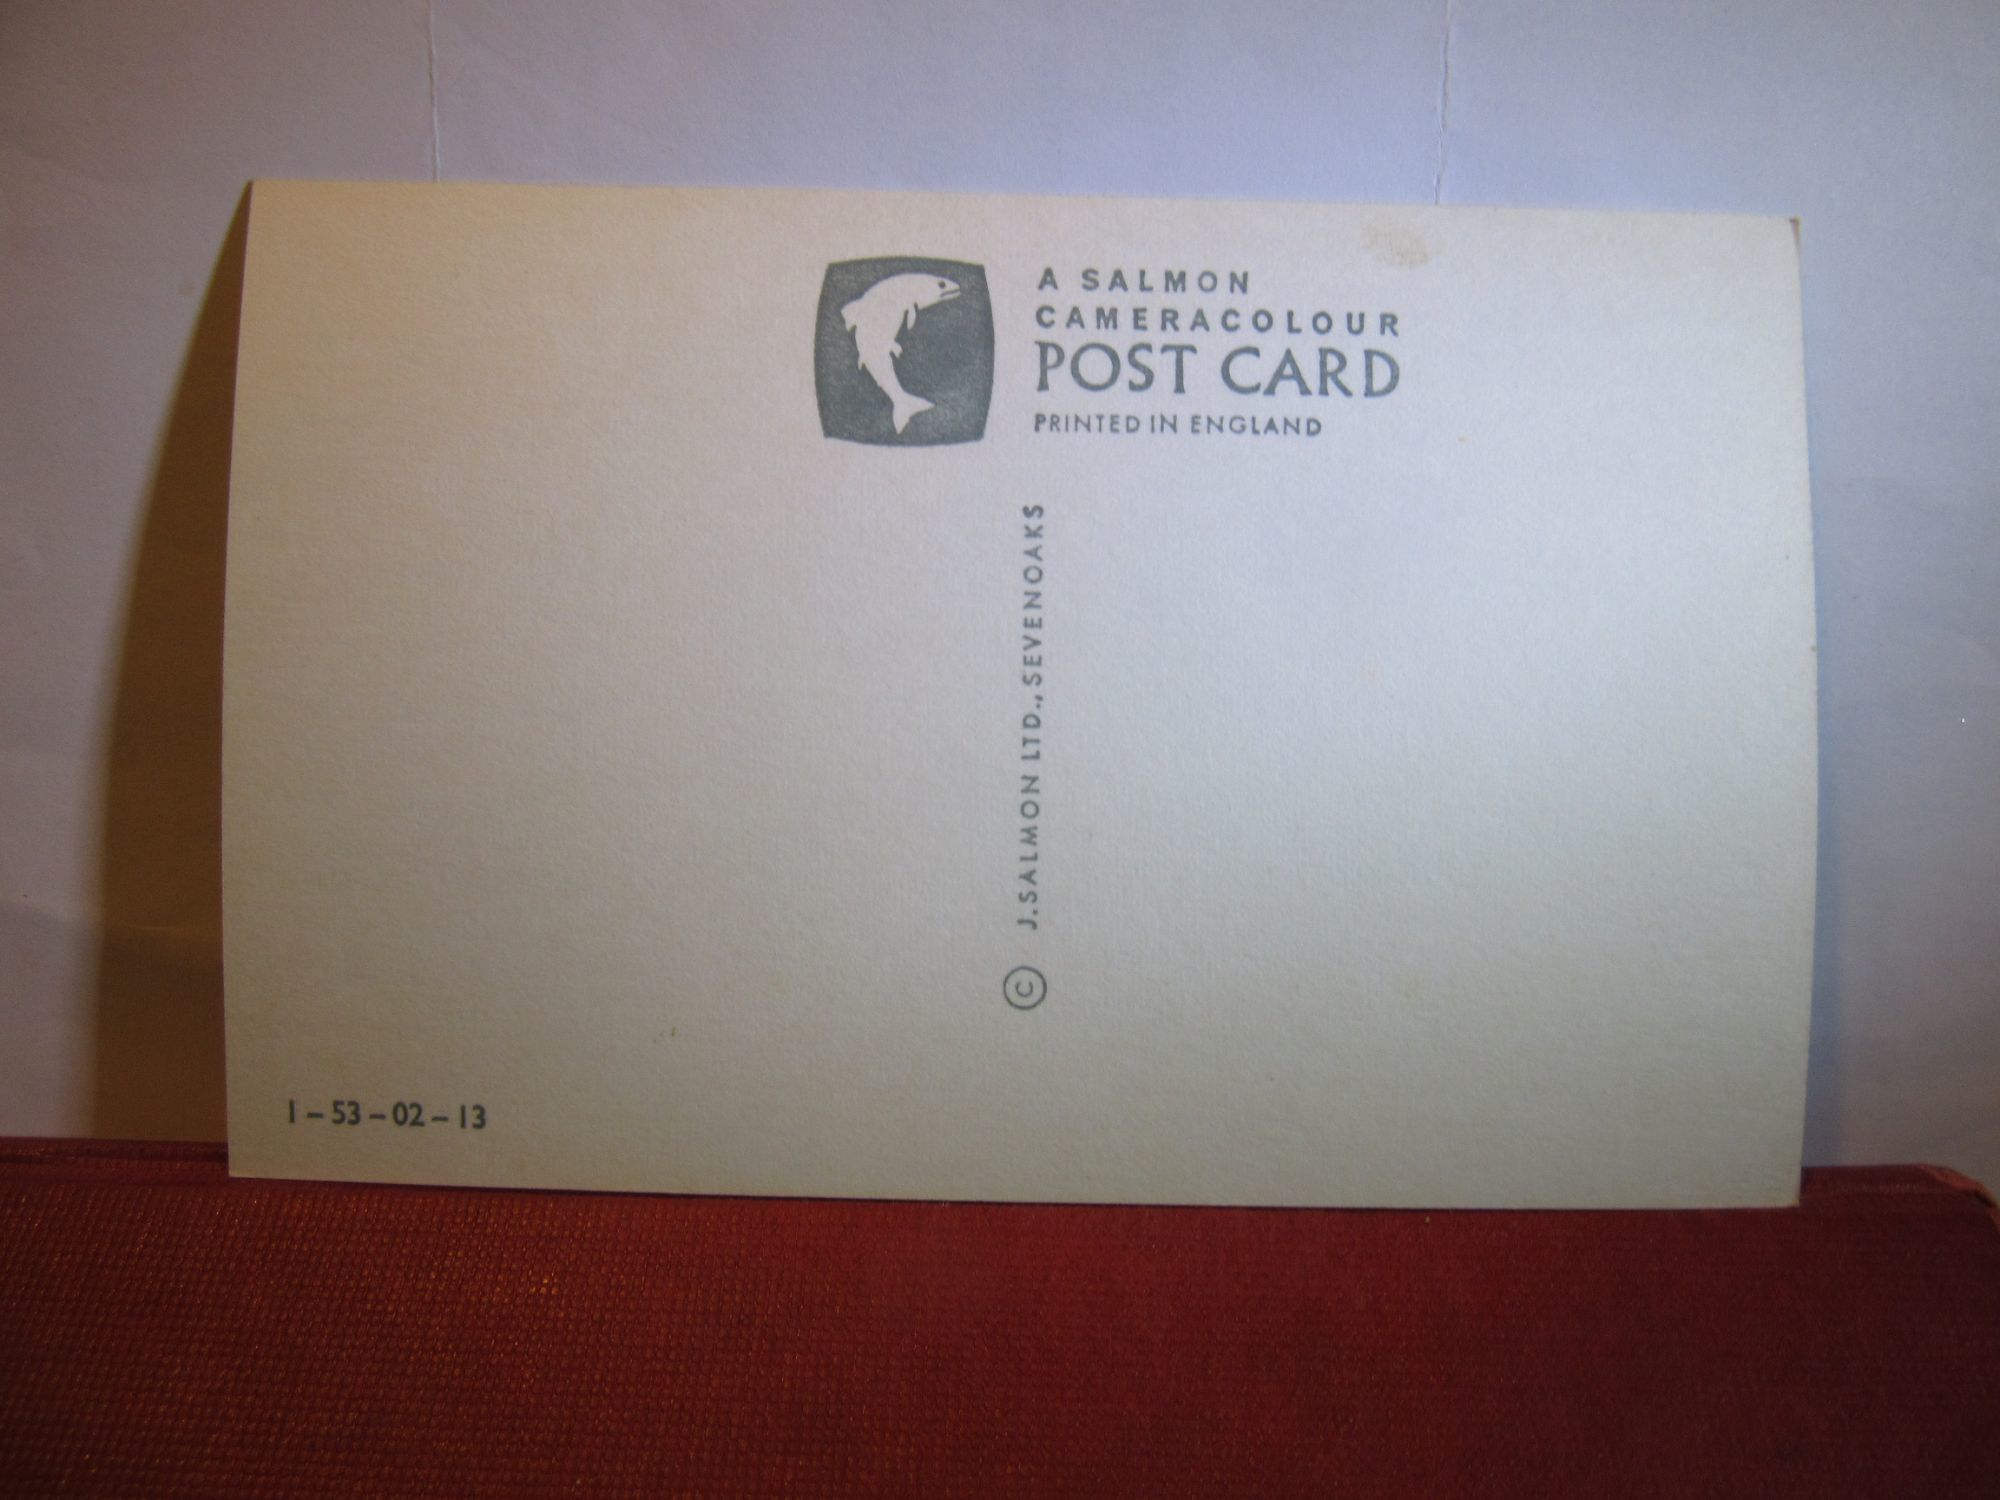 A SALMON
CAMERACOLOUR
POST CARD
PRINTED IN ENGLAND
© J. SALMON LTD., SEVENOAKS
1 – 53 – 02 – 13